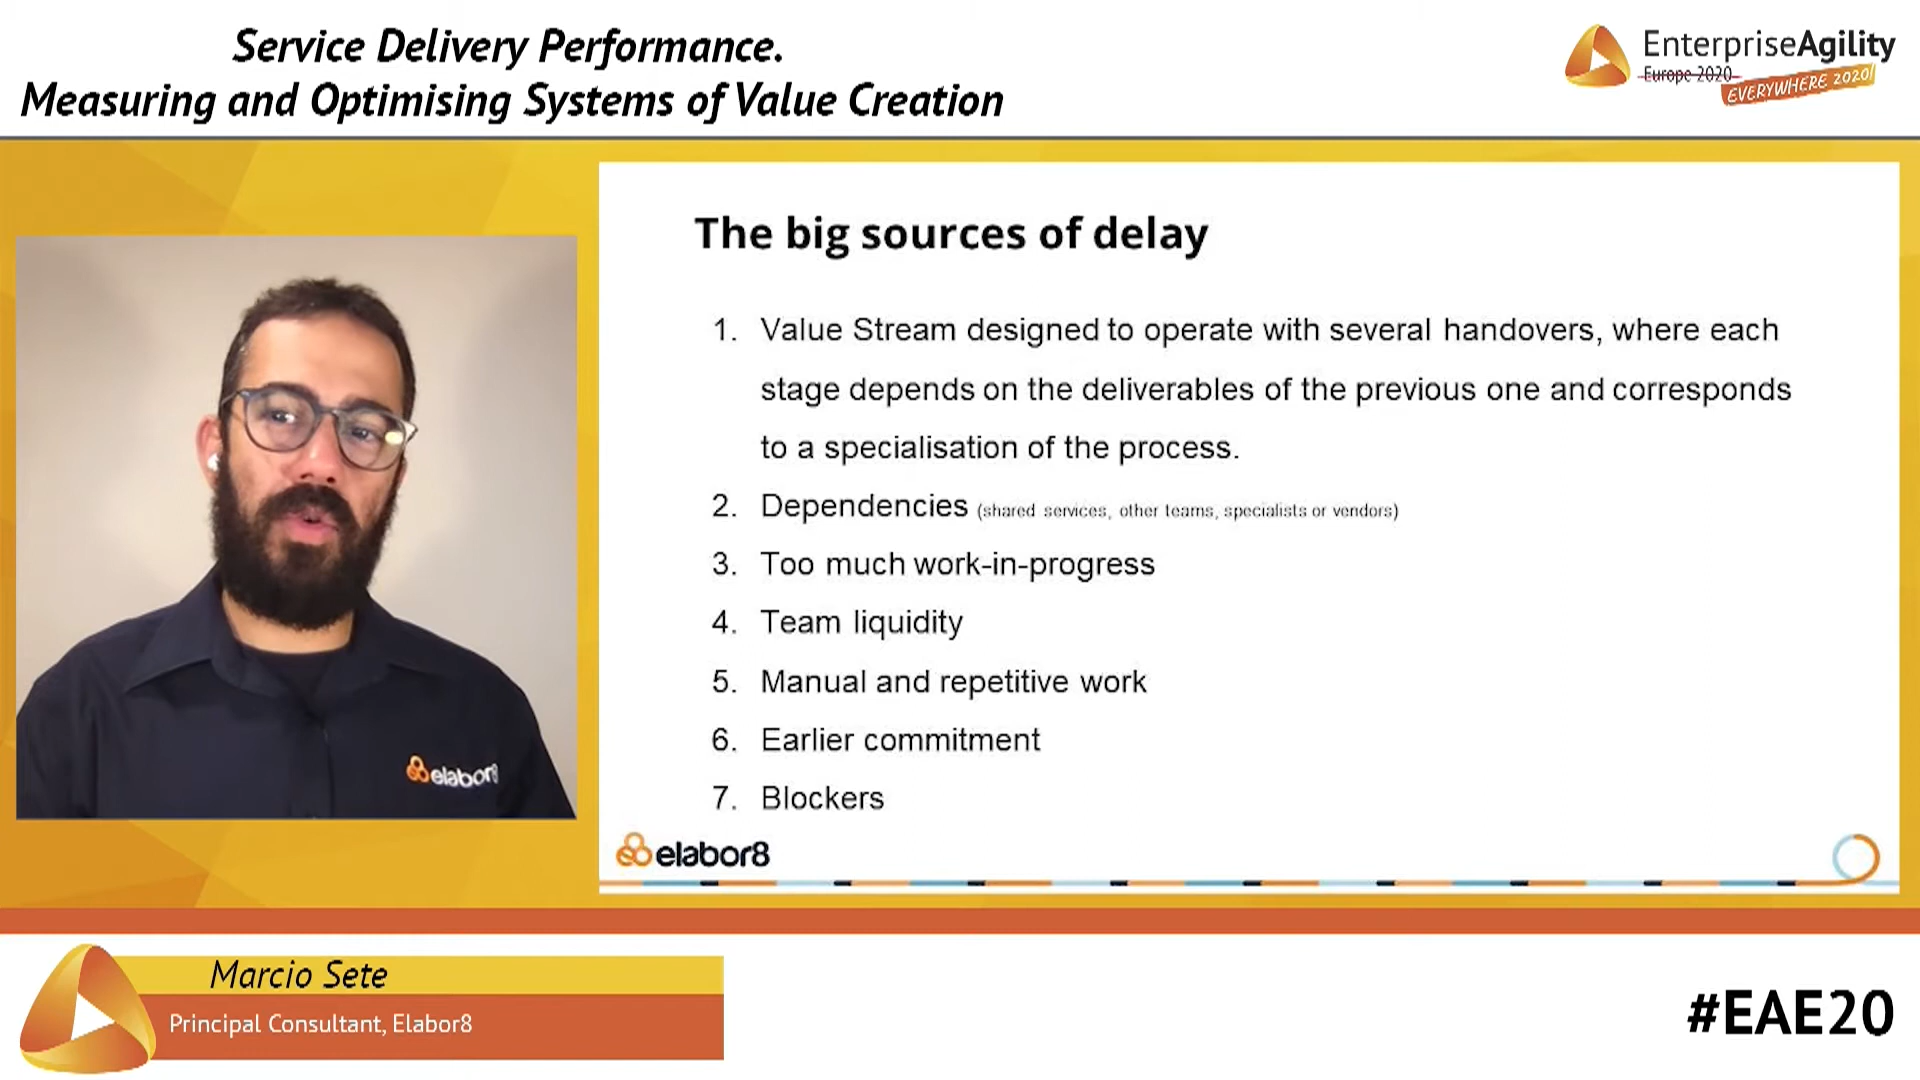 Service Delivery Performance.
Measuring and Optimising Systems of Value Creation
EnterpriseAgility
Europe 2020
EVERYWHERE 2020!
The big sources of delay
1. Value Stream designed to operate with several handovers, where each
stage depends on the deliverables of the previous one and corresponds
to a specialisation of the process.
2. Dependencies (shared services, other teams, specialists or vendors)
3. Too much work-in-progress
4. Team liquidity
5. Manual and repetitive work
6. Earlier commitment
7. Blockers
elabor8
elabor8
Marcio Sete
Principal Consultant, Elabor8
#EAE20